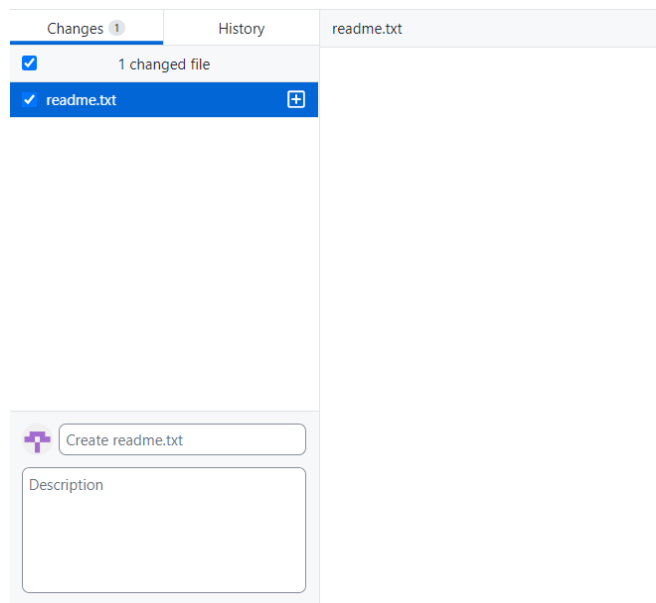 Changes 1 History
readme.txt
1 changed file
readme.txt
Create readme.txt
Description